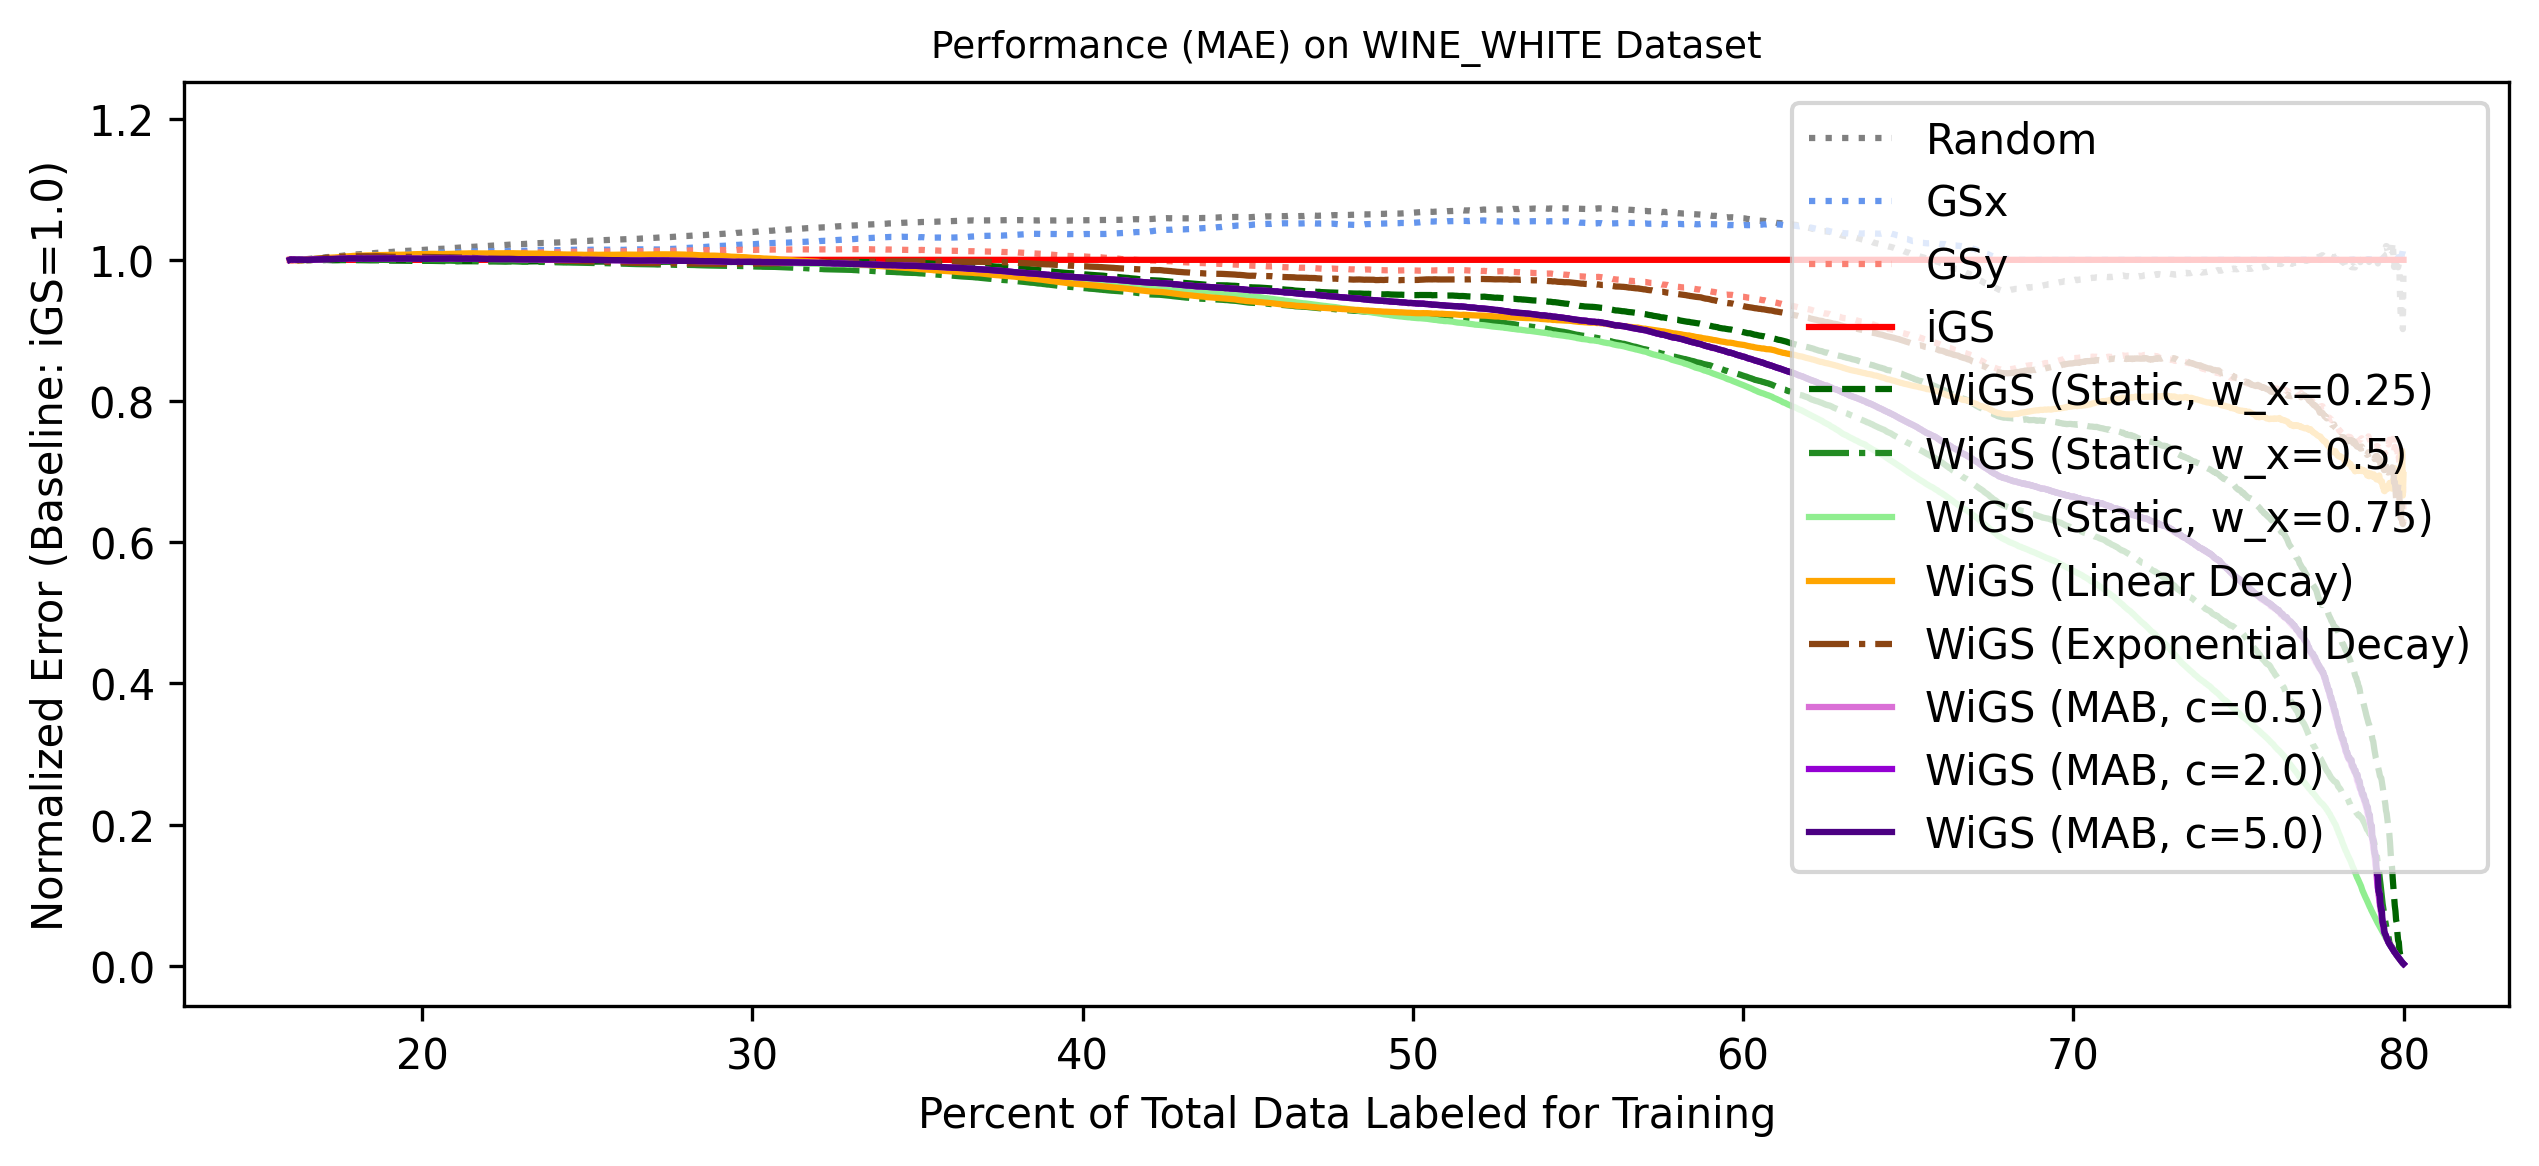 Performance (MAE) on WINE_WHITE Dataset
Normalized Error (Baseline: iGS=1.0)
1.2
1.0
0.8
0.6
0.4
0.2
0.0
Random
GSx
GSy
iGS
WiGS (Static, w_x=0.25)
WiGS (Static, w_x=0.5)
WiGS (Static, w_x=0.75)
WiGS (Linear Decay)
WiGS (Exponential Decay)
WiGS (MAB, c=0.5)
WiGS (MAB, c=2.0)
WiGS (MAB, c=5.0)
20 30 40 50 60 70 80
Percent of Total Data Labeled for Training